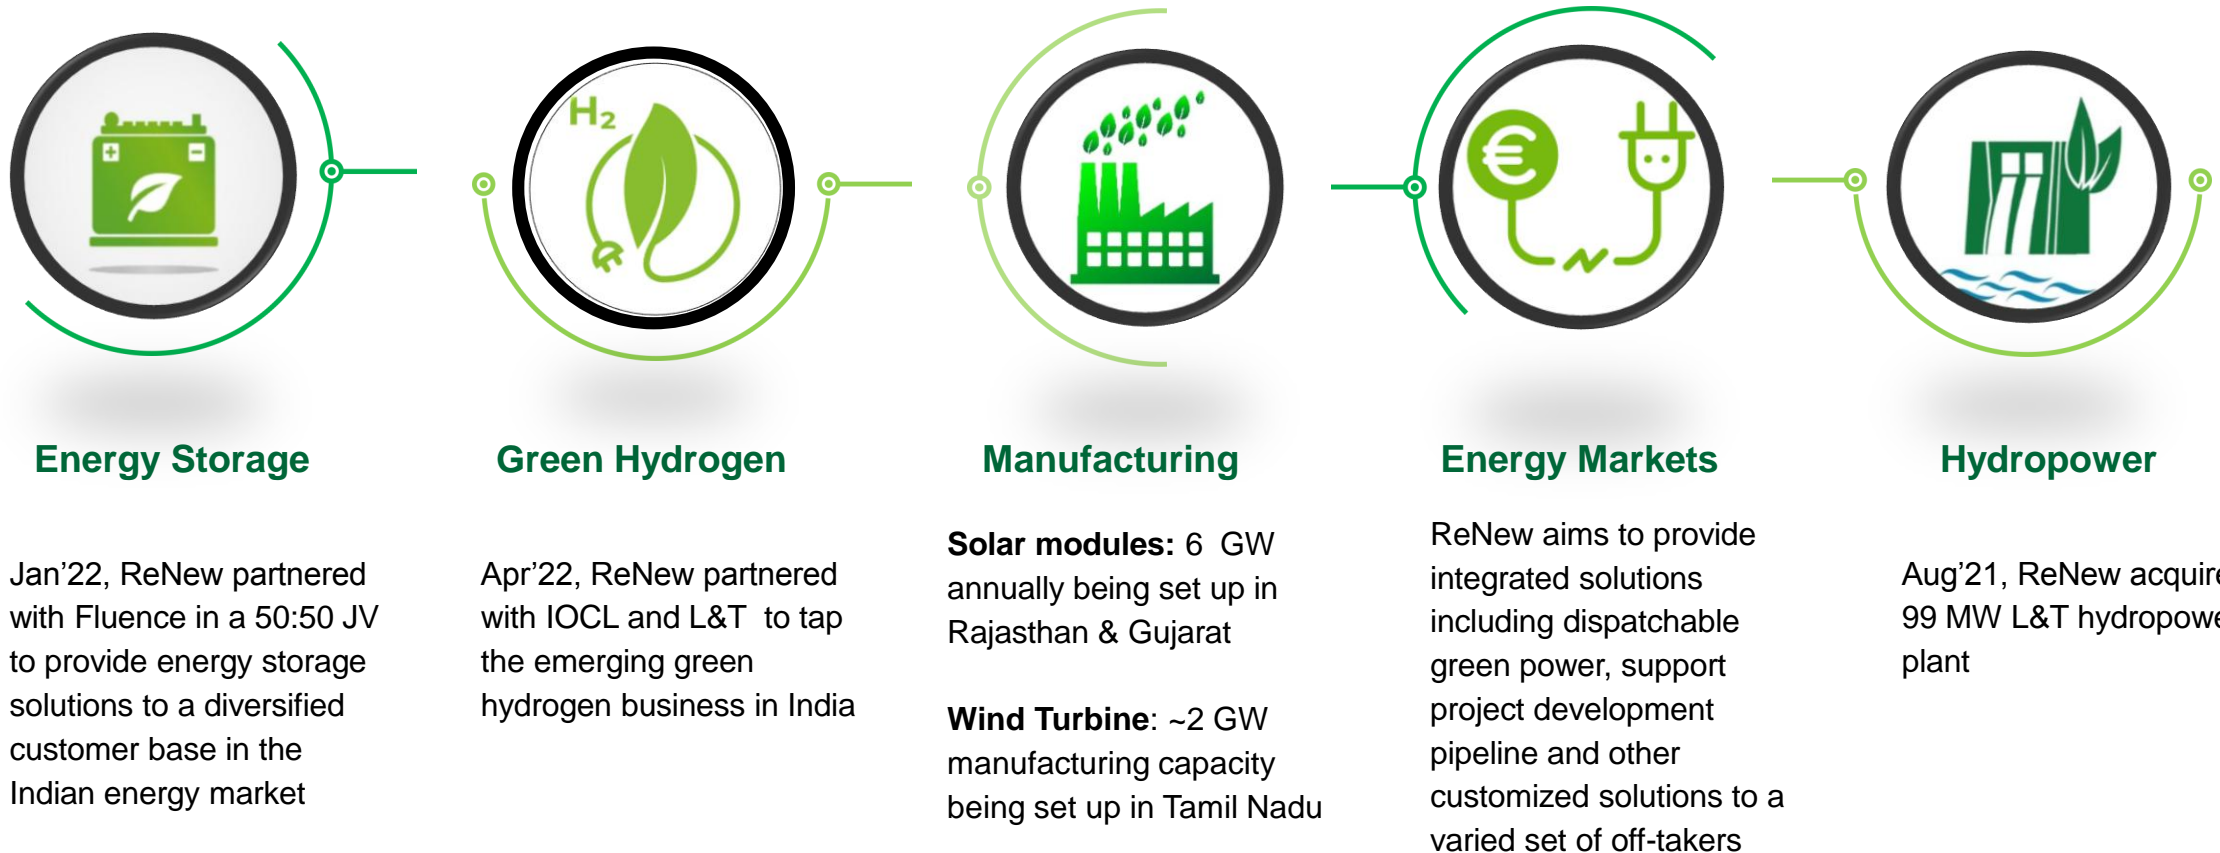 H₂
Energy Storage
Jan’22, ReNew partnered
with Fluence in a 50:50 JV
to provide energy storage
solutions to a diversified
customer base in the
Indian energy market
Green Hydrogen
Apr’22, ReNew partnered
with IOCL and L&T to tap
the emerging green
hydrogen business in India
Manufacturing
Solar modules: 6 GW
annually being set up in
Rajasthan & Gujarat
Wind Turbine: ~2 GW
manufacturing capacity
being set up in Tamil Nadu
€
Energy Markets
ReNew aims to provide
integrated solutions
including dispatchable
green power, support
project development
pipeline and other
customized solutions to a
varied set of off-takers
Hydropower
Aug’21, ReNew acquire
99 MW L&T hydropowe
plant